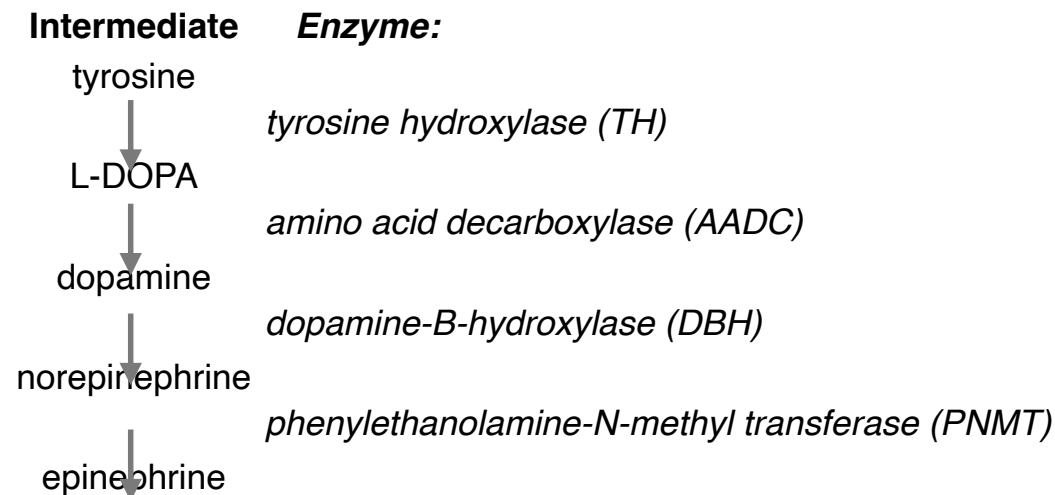 Intermediate Enzyme:
tyrosine
tyrosine hydroxylase (TH)
L-DOPA
amino acid decarboxylase (AADC)
dopamine
dopamine-B-hydroxylase (DBH)
norepinephrine
phenylethanolamine-N-methyl transferase (PNMT)
epinephrine